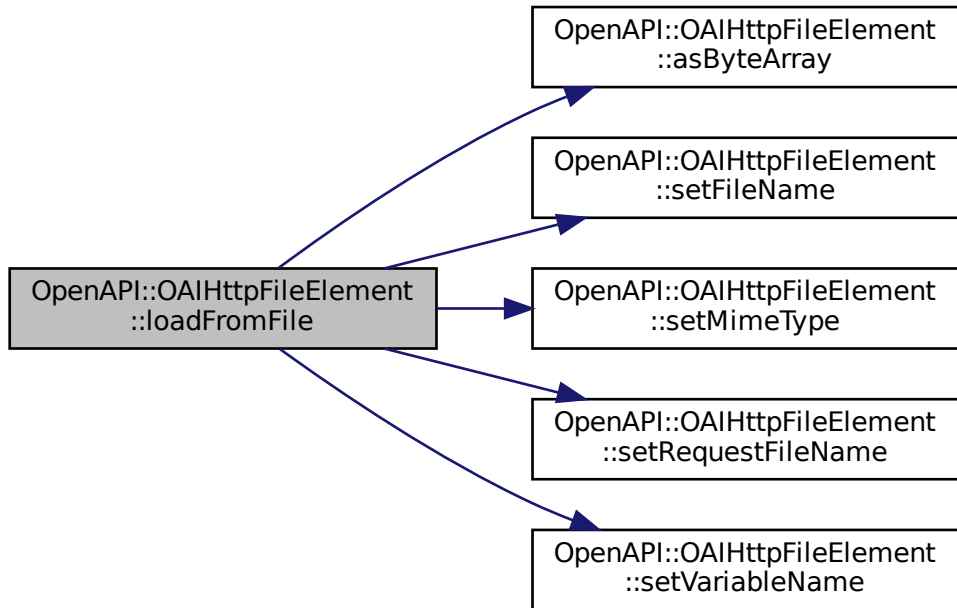 OpenAPI::OAIHttpFileElement
::loadFromFile
OpenAPI::OAIHttpFileElement
::asByteArray
OpenAPI::OAIHttpFileElement
::setFileName
OpenAPI::OAIHttpFileElement
::setMimeType
OpenAPI::OAIHttpFileElement
::setRequestFileName
OpenAPI::OAIHttpFileElement
::setVariableName